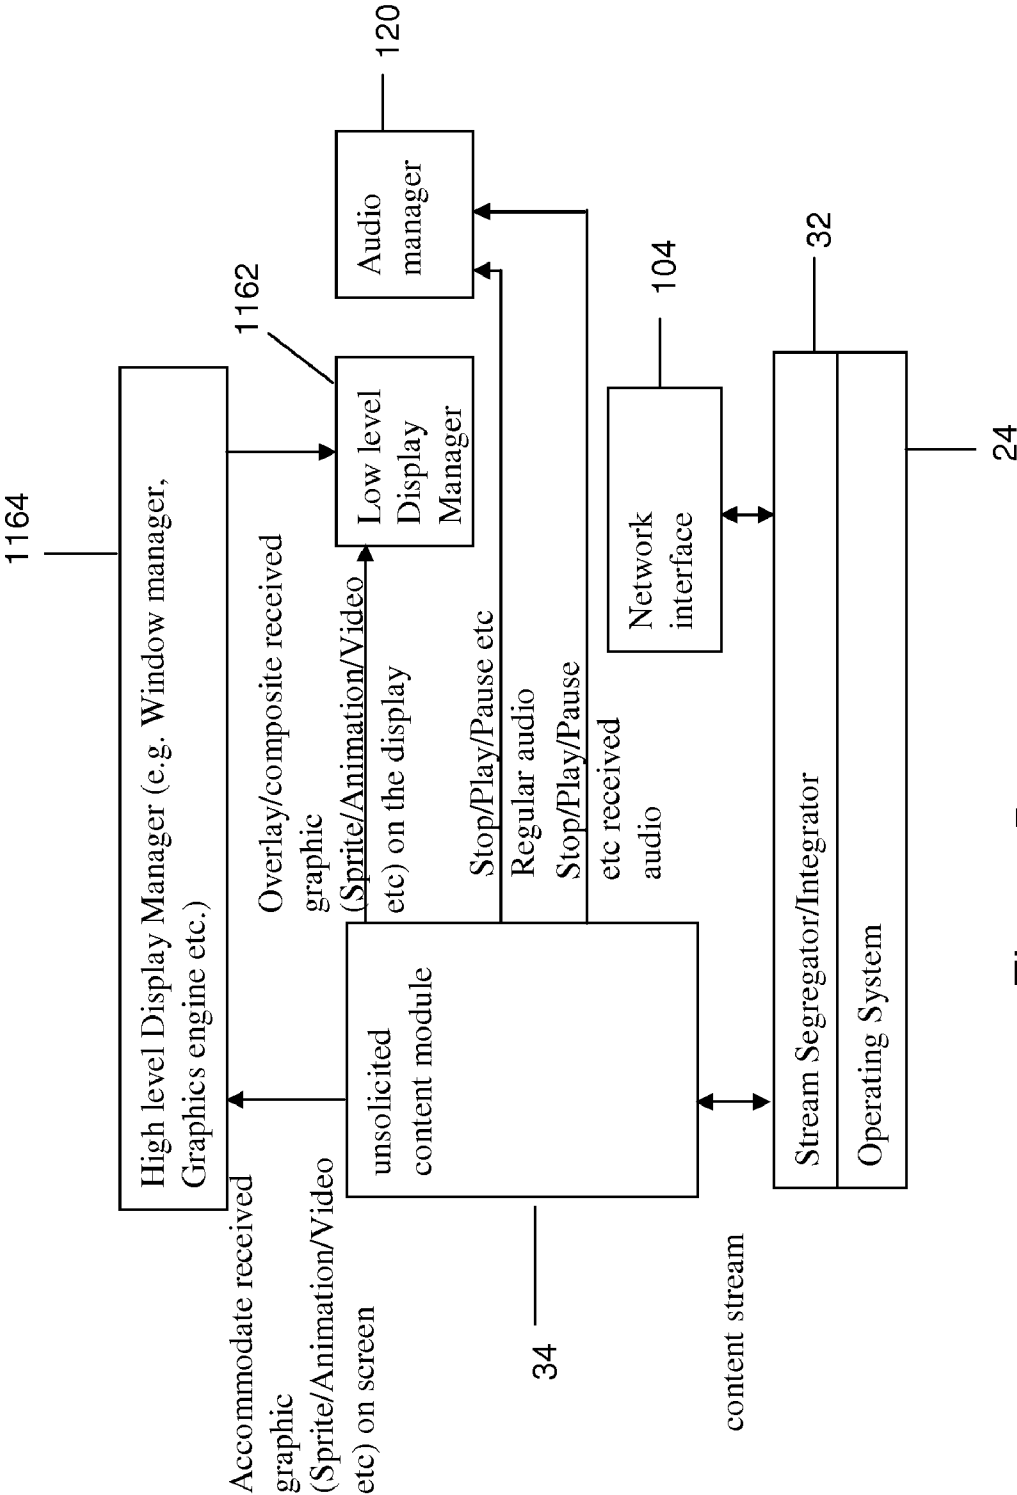 1164
High level Display Manager (e.g. Window manager,
Graphics engine etc.)
Accommodate received
graphic
(Sprite/Animation/Video
etc) on screen
Overlay/composite received
graphic
(Sprite/Animation/Video
etc) on the display
1162
Low level
Display
Manager
120
Audio
manager
34
unsolicited
content module
Stop/Play/Pause etc
Regular audio
Stop/Play/Pause
etc received
audio
104
Network
interface
content stream
32
Stream Segregator/Integrator
Operating System
24